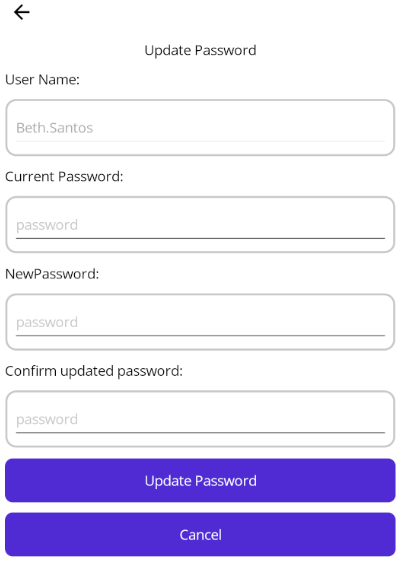 Update Password
User Name:
Beth.Santos
Current Password:
password
NewPassword:
password
Confirm updated password:
password
Update Password
Cancel